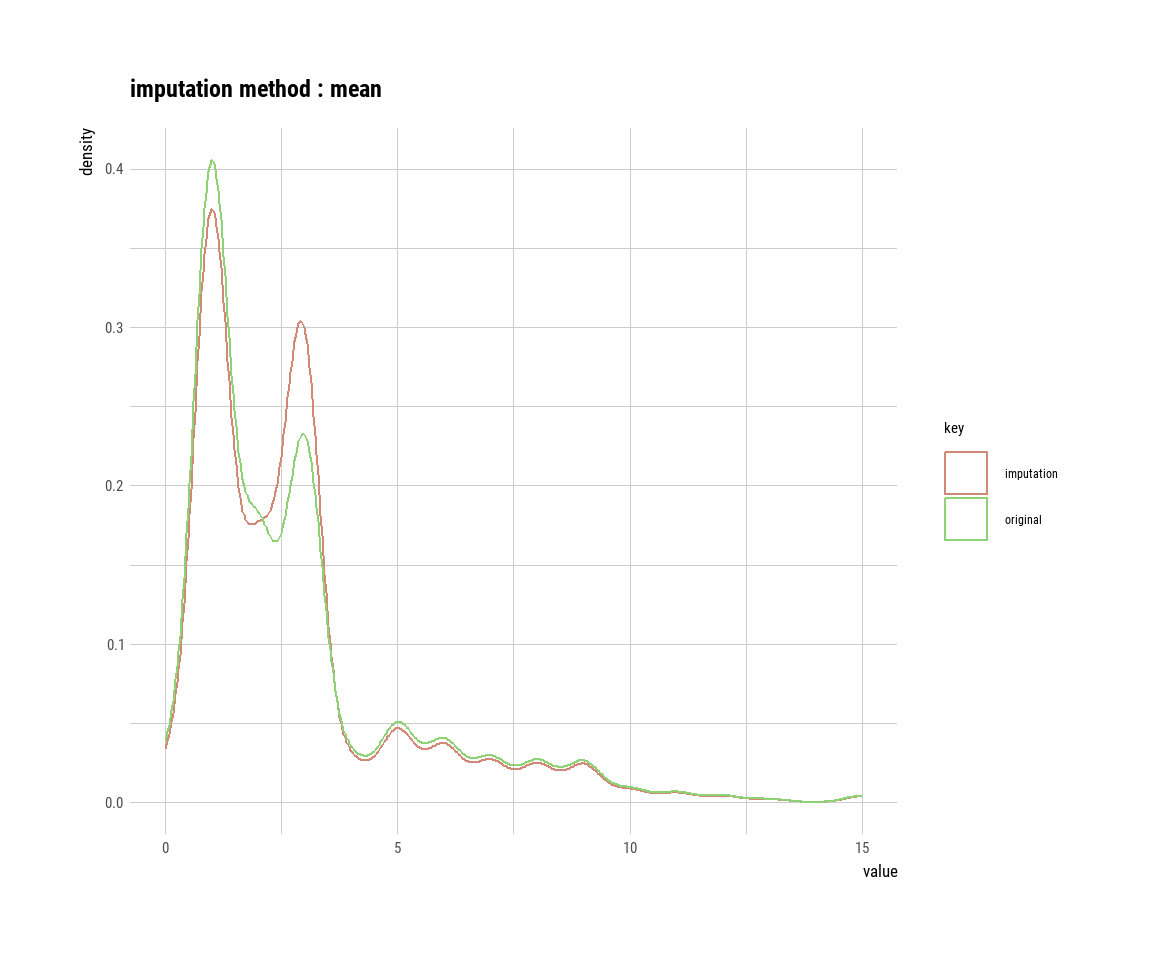 imputation method : mean
density
0.4
0.3
0.2
0.1
0.0
0
5
10
15
value
key
imputation
original